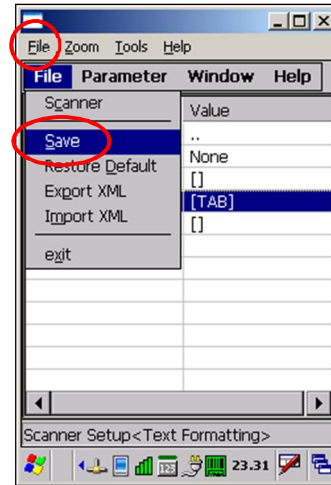 File Zoom Tools Help
File Parameter Window Help
Scanner
Value
Save
..
Restore Default
None
Export XML
[]
Import XML
[TAB]
[]
exit
Scanner Setup<Text Formatting>
23.31